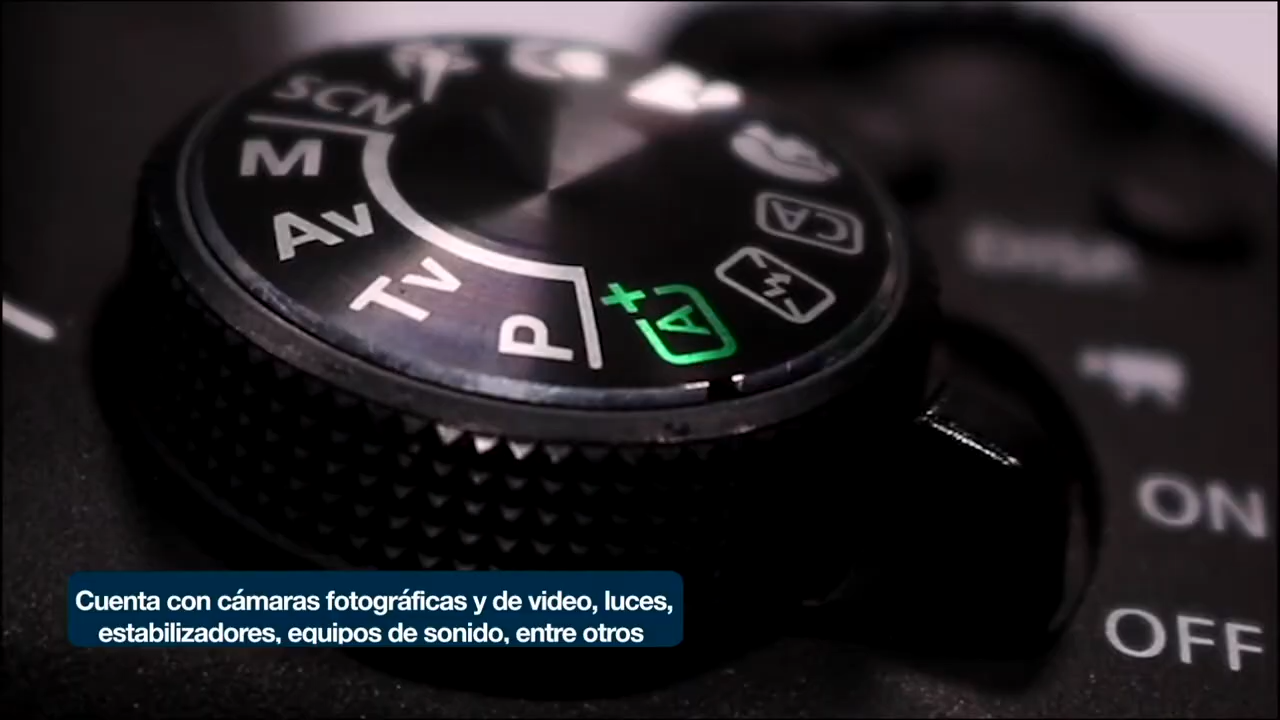 SCN
M
Av
Tv
P
A+
CA
DISP.
ON
OFF
Cuenta con cámaras fotográficas y de video, luces,
estabilizadores, equipos de sonido, entre otros